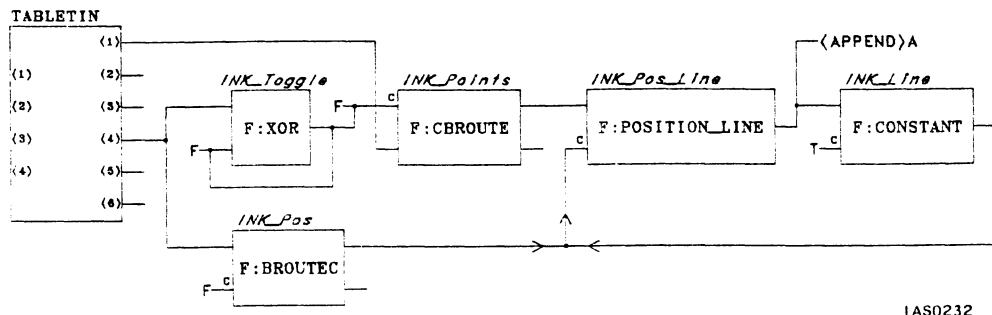 TABLETIN
<1>
<1> <2>
<2> <3>
<3> <4>
<4> <5>
<6>
INK_Toggle
F:XOR
F
F
INK_Points
C
F:CBROUTE
INK_Pos_Line
F:POSITION_LINE
C
<APPEND>A
INK_Line
F:CONSTANT
T C
INK_Pos
F:BROUTEC
F C
IAS0232